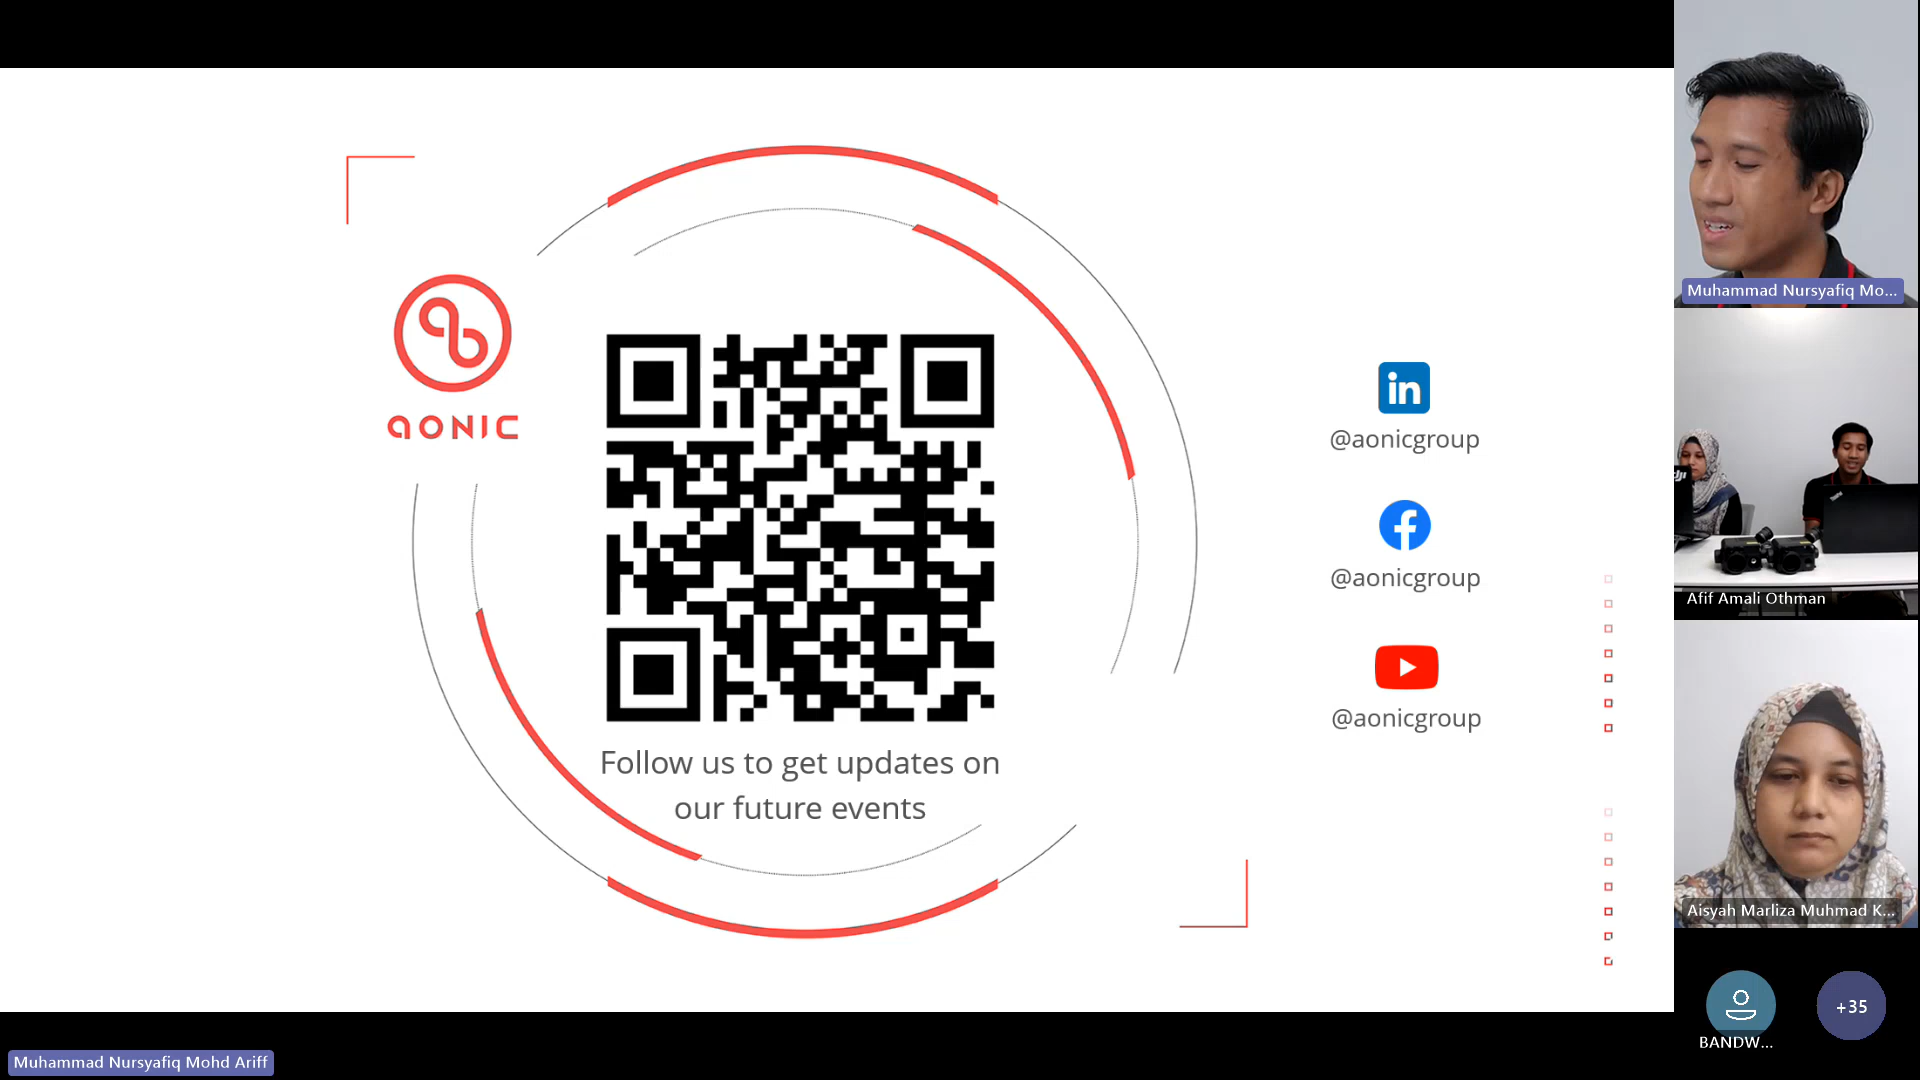 AONIC
Follow us to get updates on
our future events
in
@aonicgroup
f
@aonicgroup
@aonicgroup
Muhammad Nursyafiq Mo...
dji
Afif Amali Othman
Aisyah Marliza Muhmad K...
BANDW...
+35
Muhammad Nursyafiq Mohd Ariff